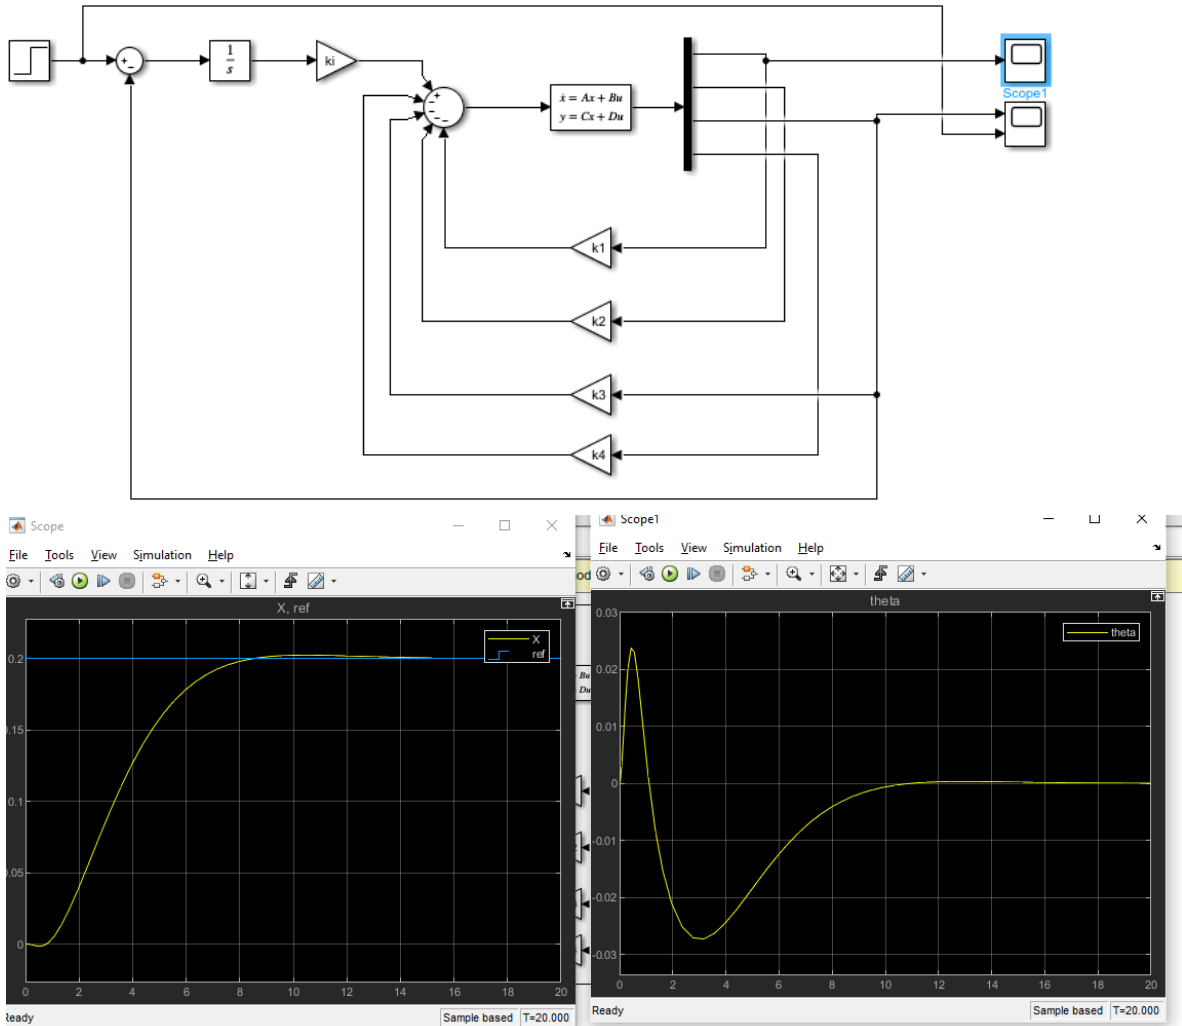 +
-
1
s
ki
+
-
-
-
-
ẋ = Ax + Bu
y = Cx + Du
Scope1
k1
k2
k3
k4
Scope
File Tools View Simulation Help
X, ref
X
ref
0.2
0.15
0.1
0.05
0
0 2 4 6 8 10 12 14 16 18 20
Ready
Sample based T=20.000
Bu
Du
Scope1
File Tools View Simulation Help
theta
theta
0.03
0.02
0.01
0
-0.01
-0.02
-0.03
0 2 4 6 8 10 12 14 16 18 20
Ready
Sample based T=20.000